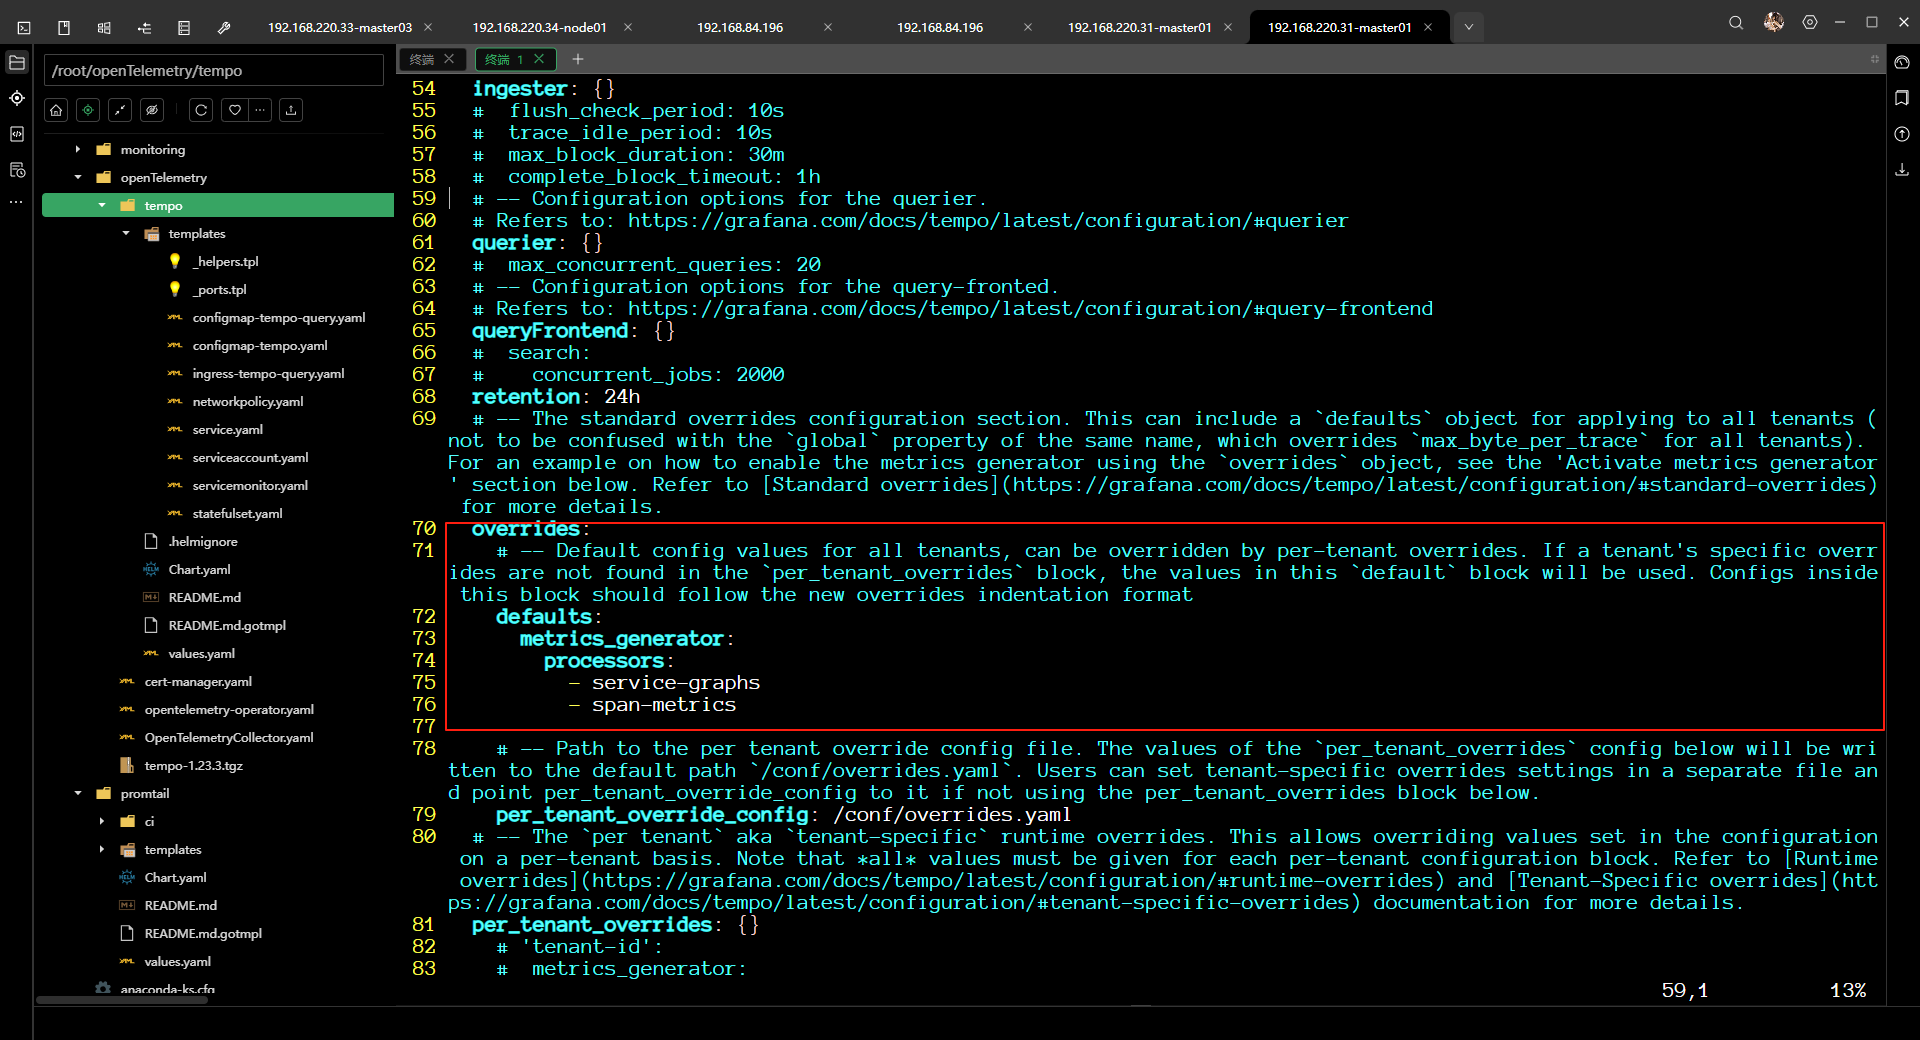 192.168.220.33-master03
192.168.220.34-node01
192.168.84.196
192.168.84.196
192.168.220.31-master01
192.168.220.31-master01
/root/openTelemetry/tempo
monitoring
openTelemetry
tempo
templates
_helpers.tpl
_ports.tpl
configmap-tempo-query.yaml
configmap-tempo.yaml
ingress-tempo-query.yaml
networkpolicy.yaml
service.yaml
serviceaccount.yaml
servicemonitor.yaml
statefulset.yaml
.helmignore
Chart.yaml
README.md
README.md.gotmpl
values.yaml
cert-manager.yaml
opentelemetry-operator.yaml
OpenTelemetryCollector.yaml
tempo-1.23.3.tgz
promtail
ci
templates
Chart.yaml
README.md
README.md.gotmpl
values.yaml
anaconda-ks.cfg
终端
终端 1
54 ingester: {}
55 # flush_check_period: 10s
56 # trace_idle_period: 10s
57 # max_block_duration: 30m
58 # complete_block_timeout: 1h
59 # -- Configuration options for the querier.
60 # Refers to: https://grafana.com/docs/tempo/latest/configuration/#querier
61 querier: {}
62 # max_concurrent_queries: 20
63 # -- Configuration options for the query-fronted.
64 # Refers to: https://grafana.com/docs/tempo/latest/configuration/#query-frontend
65 queryFrontend: {}
66 # search:
67 # concurrent_jobs: 2000
68 retention: 24h
69 # -- The standard overrides configuration section. This can include a `defaults` object for applying to all tenants (
not to be confused with the `global` property of the same name, which overrides `max_byte_per_trace` for all tenants).
For an example on how to enable the metrics generator using the `overrides` object, see the 'Activate metrics generator
' section below. Refer to [Standard overrides](https://grafana.com/docs/tempo/latest/configuration/#standard-overrides)
for more details.
70 overrides:
71 # -- Default config values for all tenants, can be overridden by per-tenant overrides. If a tenant's specific overr
ides are not found in the `per_tenant_overrides` block, the values in this `default` block will be used. Configs inside
this block should follow the new overrides indentation format
72 defaults:
73 metrics_generator:
74 processors:
75 - service-graphs
76 - span-metrics
77
78 # -- Path to the per tenant override config file. The values of the `per_tenant_overrides` config below will be wri
tten to the default path `/conf/overrides.yaml`. Users can set tenant-specific overrides settings in a separate file an
d point per_tenant_override_config to it if not using the per_tenant_overrides block below.
79 per_tenant_override_config: /conf/overrides.yaml
80 # -- The `per tenant` aka `tenant-specific` runtime overrides. This allows overriding values set in the configuration
on a per-tenant basis. Note that *all* values must be given for each per-tenant configuration block. Refer to [Runtime
overrides](https://grafana.com/docs/tempo/latest/configuration/#runtime-overrides) and [Tenant-Specific overrides](htt
ps://grafana.com/docs/tempo/latest/configuration/#tenant-specific-overrides) documentation for more details.
81 per_tenant_overrides: {}
82 # 'tenant-id':
83 # metrics_generator:
59,1 13%